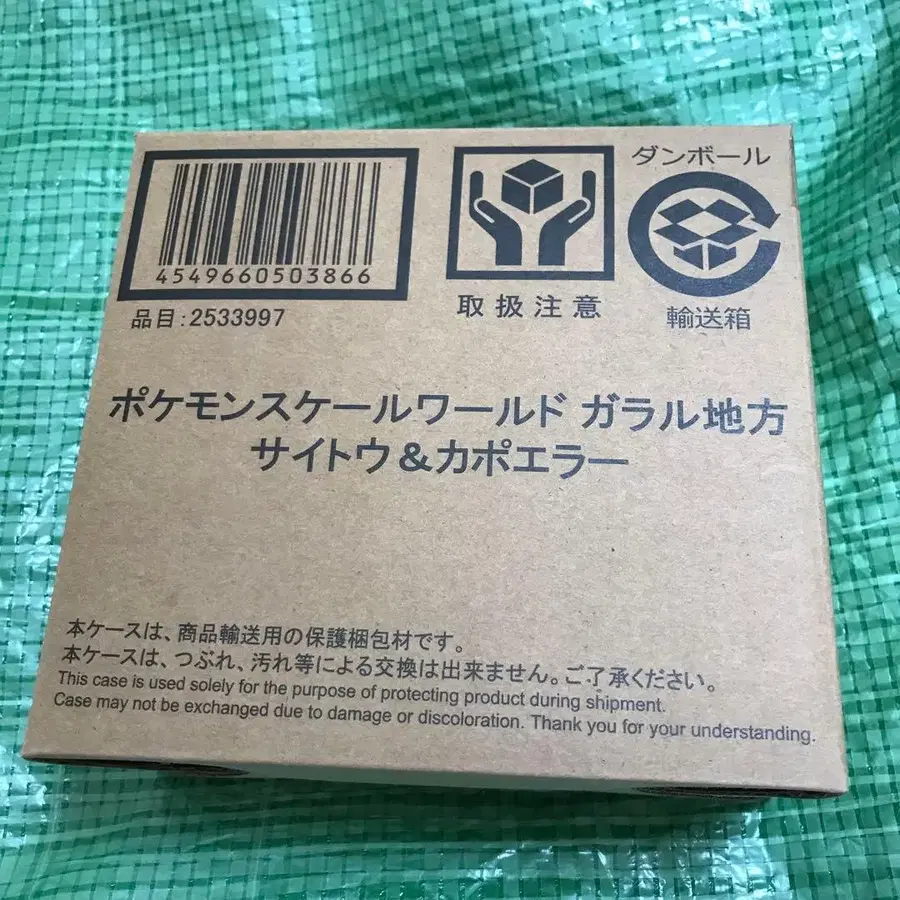 4549660503866
品目:2533997
取扱注意
ダンボール
輸送箱
ポケモンスケールワールド ガラル地方
サイトウ&カポエラー
本ケースは、商品輸送用の保護梱包材です。
本ケースは、つぶれ、汚れ等による交換は出来ません。ご了承ください。
This case is used solely for the purpose of protecting product during shipment.
Case may not be exchanged due to damage or discoloration. Thank you for your understanding.